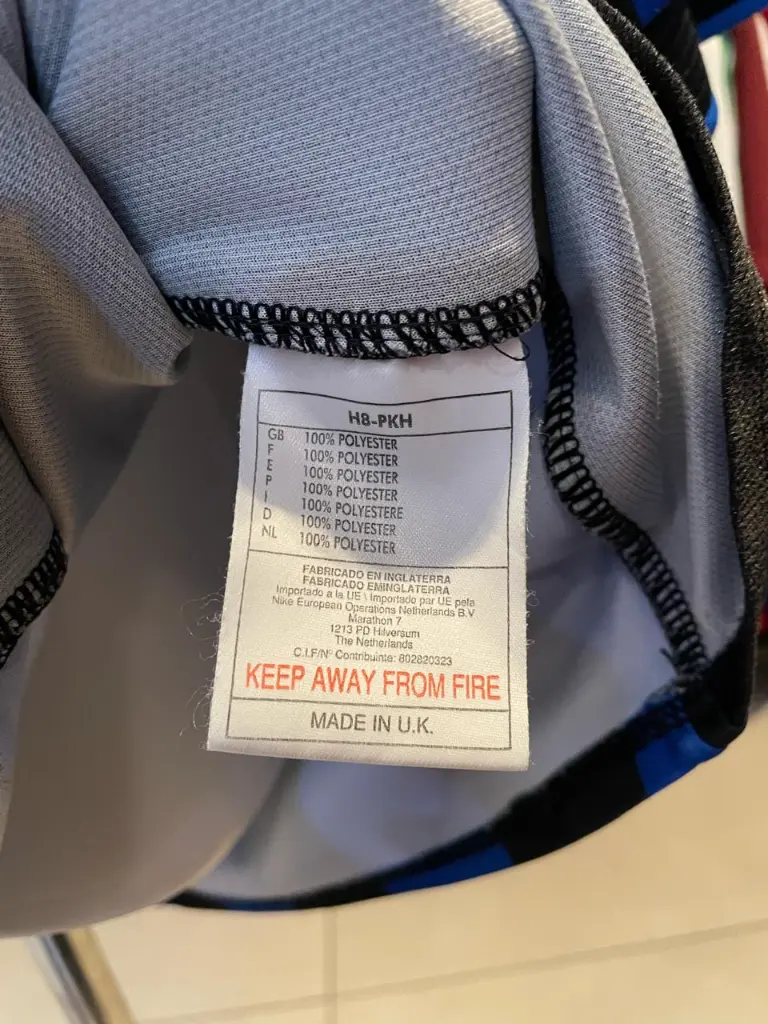 H8-PKH
GB 100% POLYESTER
F 100% POLYESTER
E 100% POLYESTER
P 100% POLYESTER
I 100% POLYESTERE
D 100% POLYESTER
NL 100% POLYESTER
FABRICADO EN INGLATERRA
FABRICADO EMINGLATERRA
Importado a la UE \ Importado par UE pela
Nike European Operations Netherlands B.V
Marathon 7
1213 PD Hilversum
The Netherlands
C.I.F/Nº Contribuinte: 802820323
KEEP AWAY FROM FIRE
MADE IN U.K.